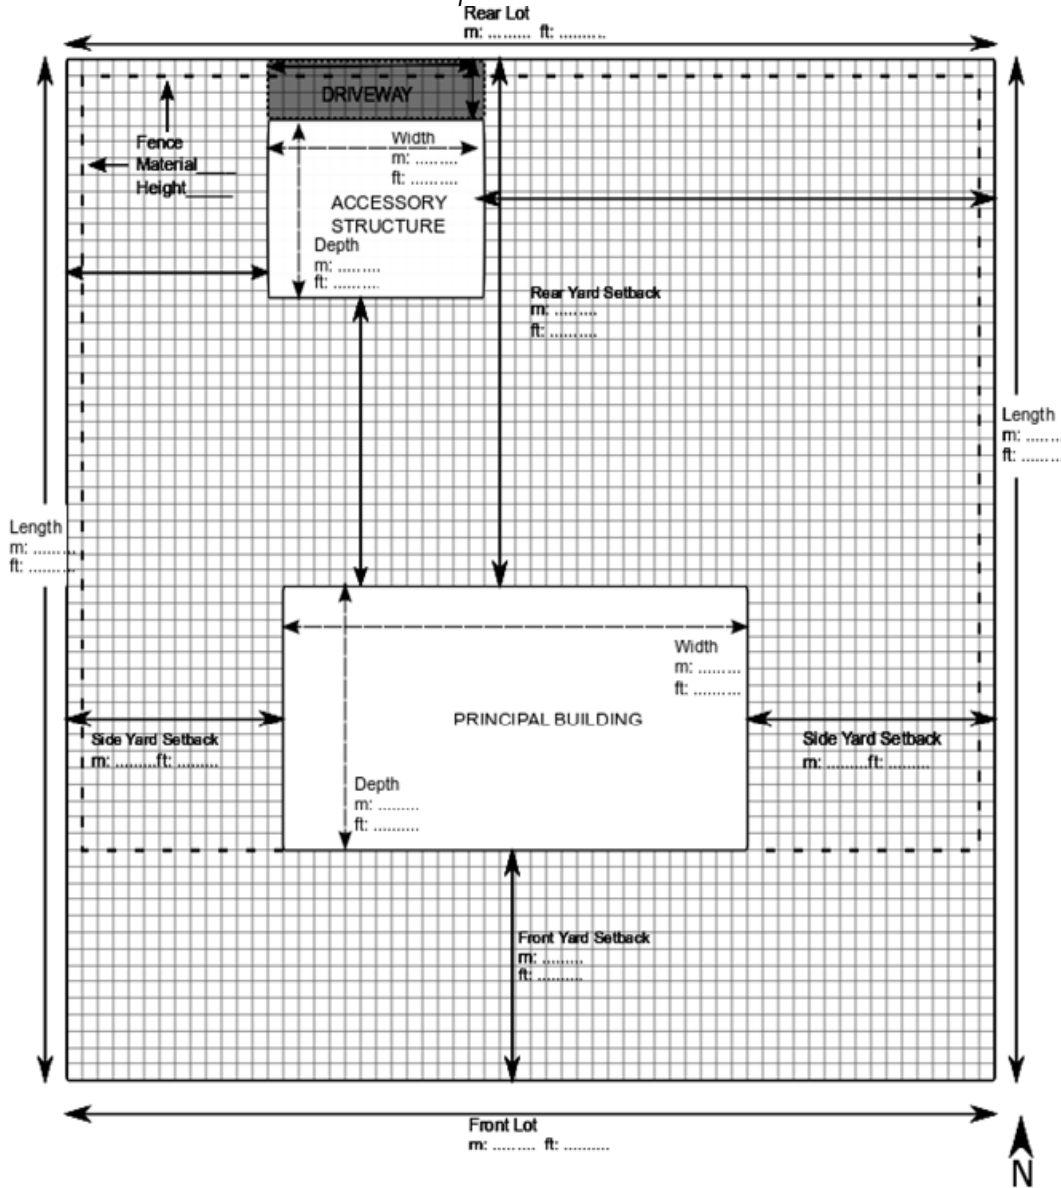 Rear Lot
m: ......... ft: ..........
DRIVEWAY
Fence
Material____
Height_____
Width
m: .........
ft: ..........
ACCESSORY
STRUCTURE
Depth
m: .........
ft: ..........
Rear Yard Setback
m: .........
ft: ..........
Length
m: .........
ft: ..........
Length
m: .........
ft: ..........
Width
m: .........
ft: ..........
PRINCIPAL BUILDING
Side Yard Setback
m: .........ft: .........
Side Yard Setback
m: .........ft: .........
Depth
m: .........
ft: ..........
Front Yard Setback
m: .........
ft: ..........
Front Lot
m: ......... ft: ..........
N